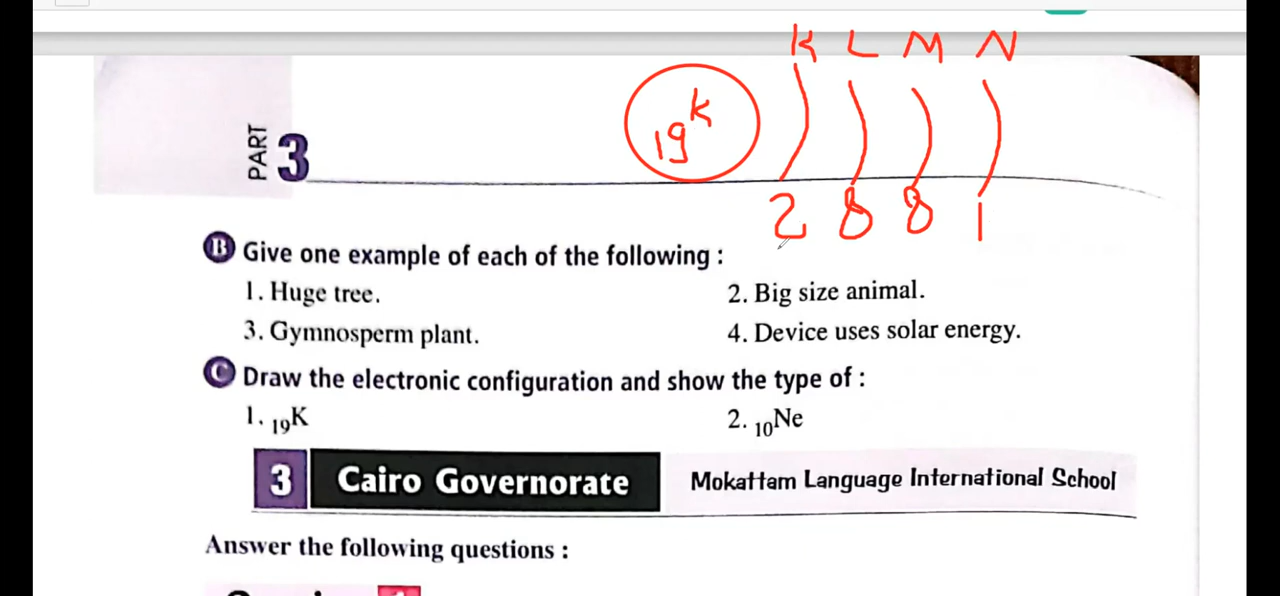 K L M N
19K
PART 3
2 8 8 1
B Give one example of each of the following :
1. Huge tree.
2. Big size animal.
3. Gymnosperm plant.
4. Device uses solar energy.
C Draw the electronic configuration and show the type of :
1. 19K
2. 10Ne
3 Cairo Governorate Mokattam Language International School
Answer the following questions :